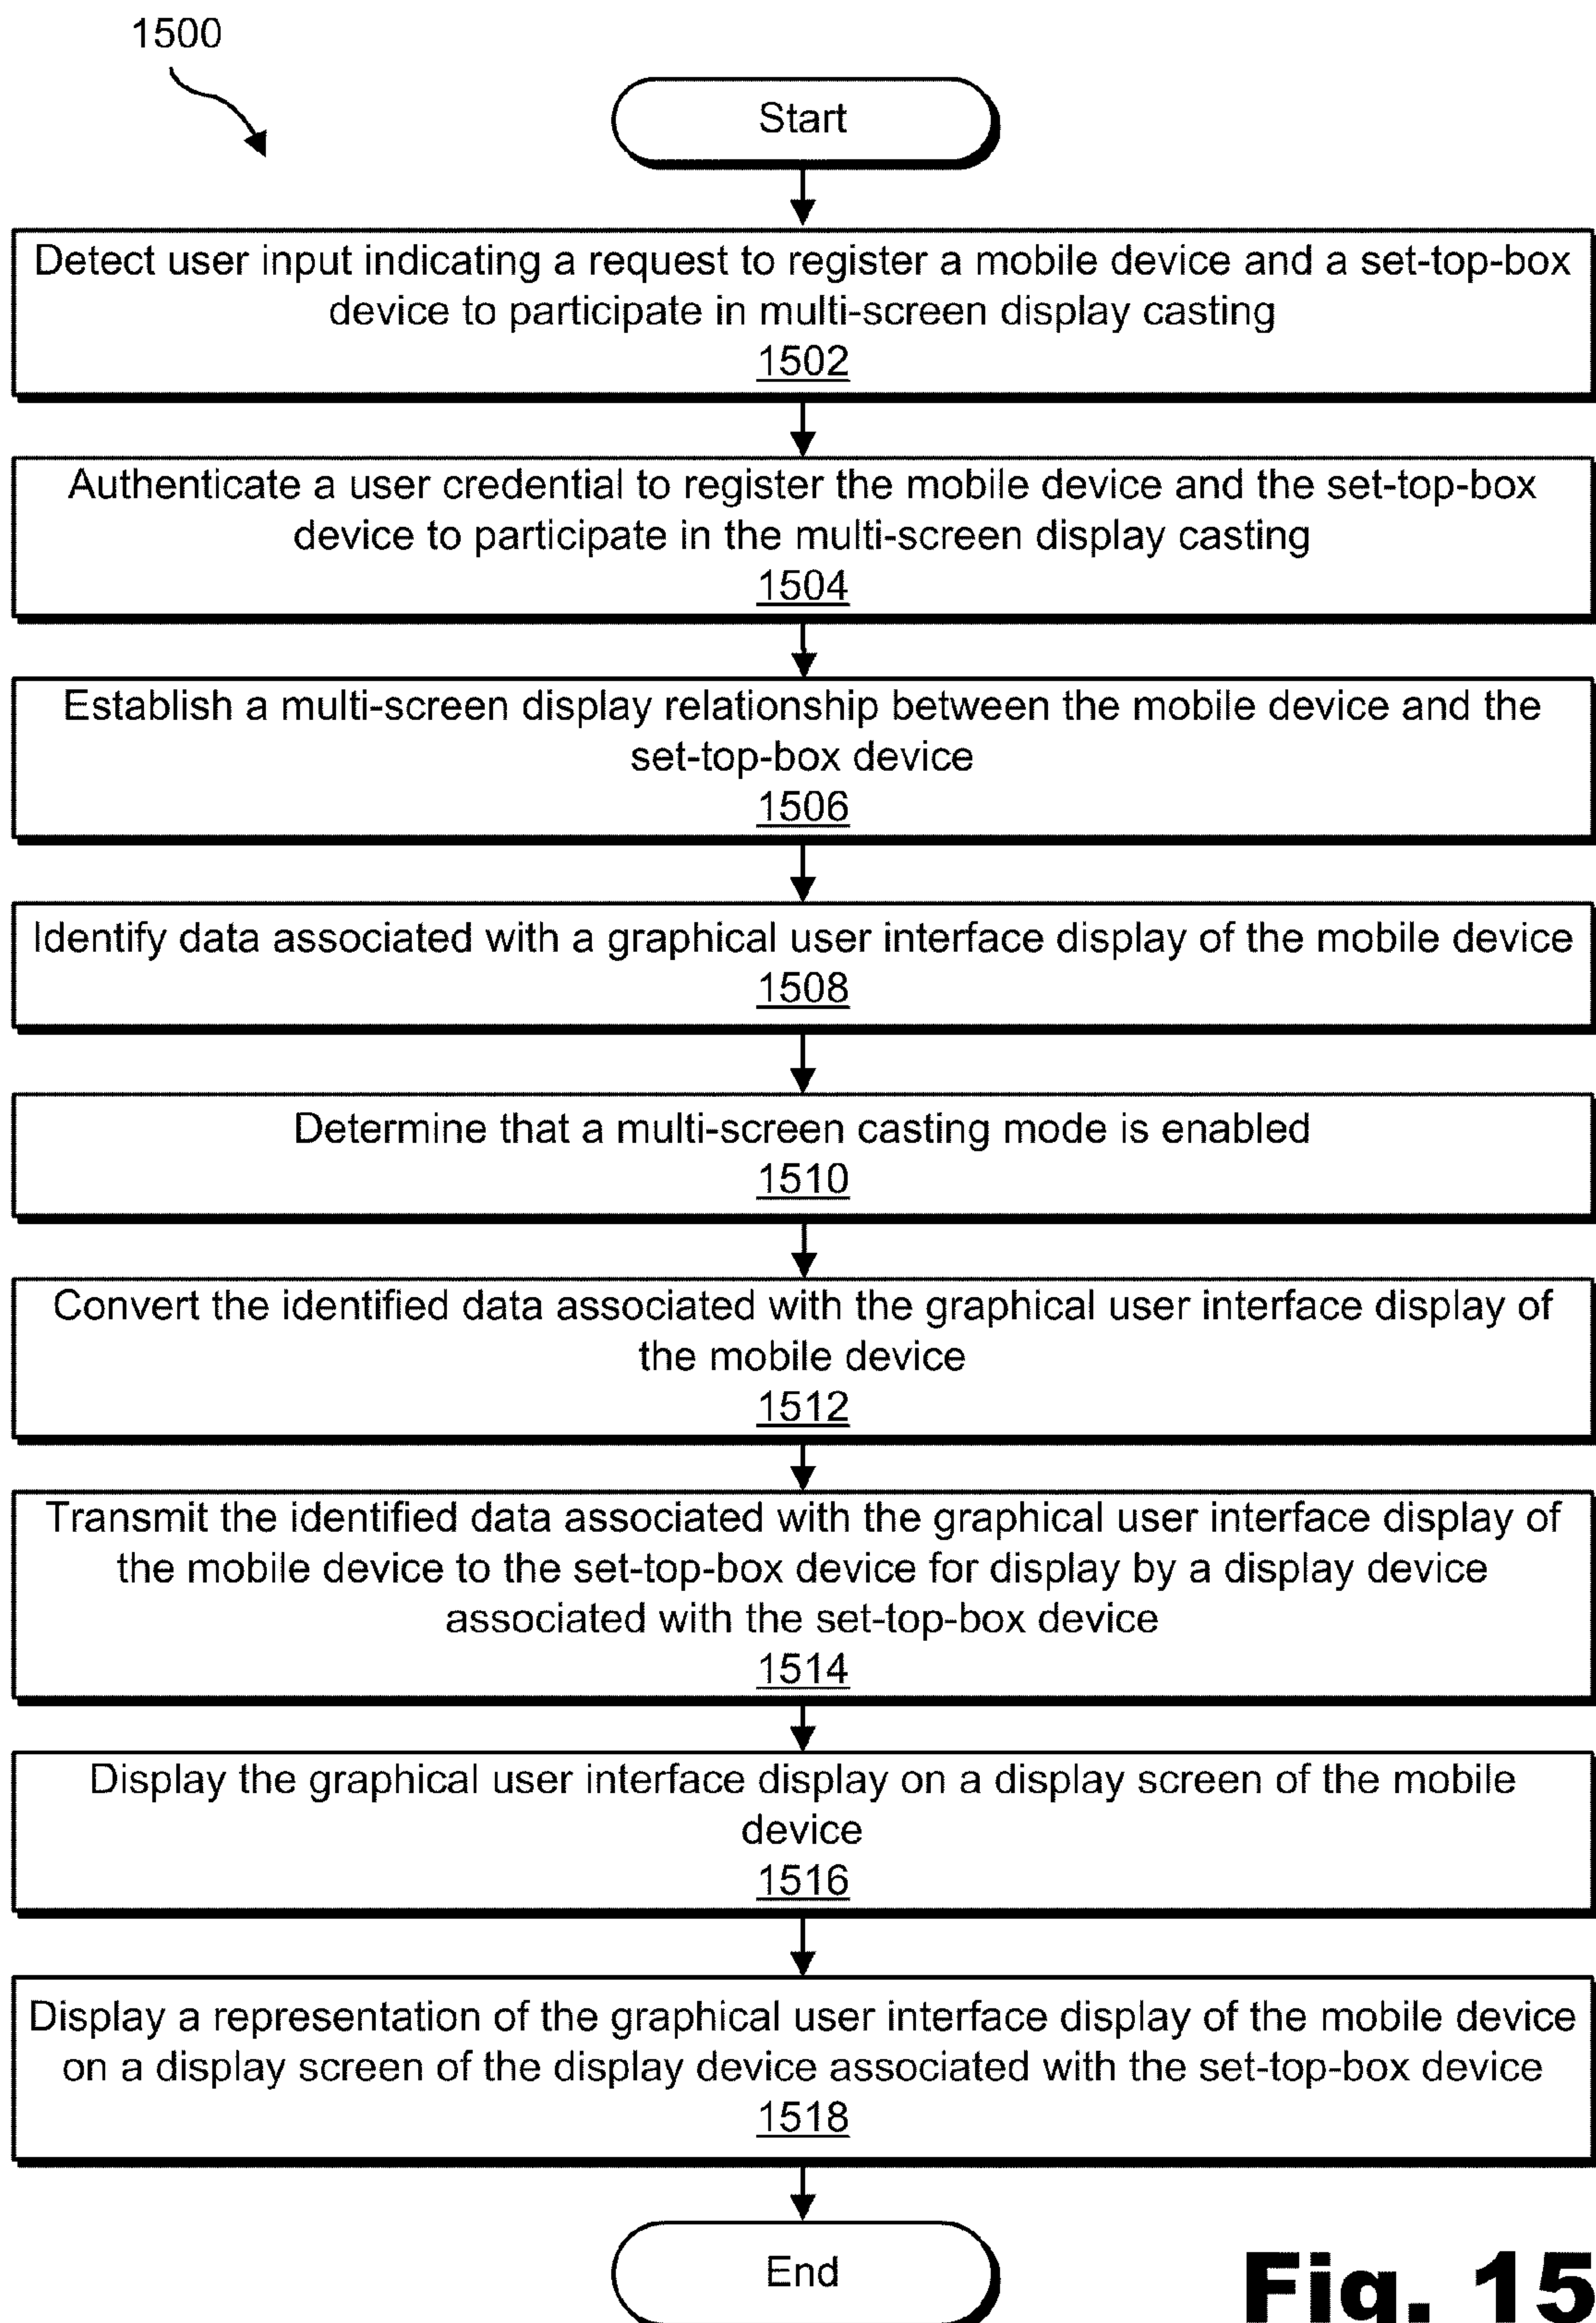 1500
Start
Detect user input indicating a request to register a mobile device and a set-top-box
device to participate in multi-screen display casting
1502
Authenticate a user credential to register the mobile device and the set-top-box
device to participate in the multi-screen display casting
1504
Establish a multi-screen display relationship between the mobile device and the
set-top-box device
1506
Identify data associated with a graphical user interface display of the mobile device
1508
Determine that a multi-screen casting mode is enabled
1510
Convert the identified data associated with the graphical user interface display of
the mobile device
1512
Transmit the identified data associated with the graphical user interface display of
the mobile device to the set-top-box device for display by a display device
associated with the set-top-box device
1514
Display the graphical user interface display on a display screen of the mobile
device
1516
Display a representation of the graphical user interface display of the mobile device
on a display screen of the display device associated with the set-top-box device
1518
End
Fig. 15